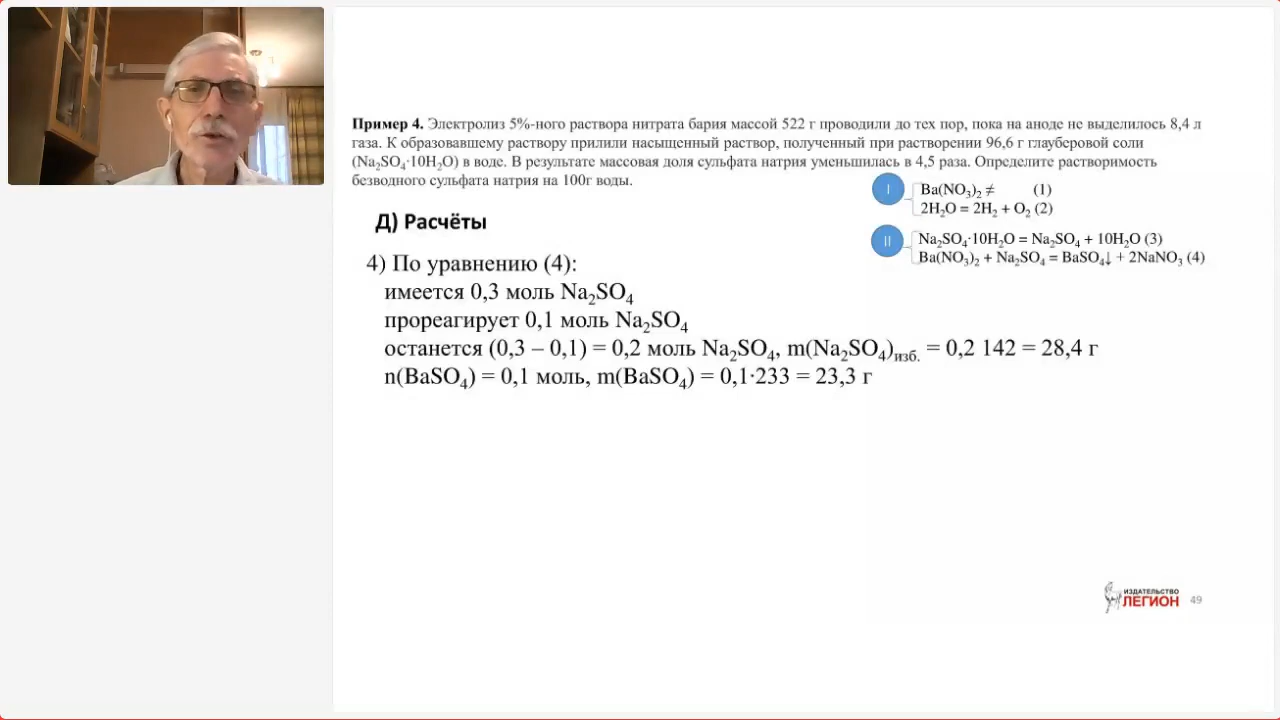 Пример 4. Электролиз 5%-ного раствора нитрата бария массой 522 г проводили до тех пор, пока на аноде не выделилось 8,4 л
газа. К образовавшему раствору прилили насыщенный раствор, полученный при растворении 96,6 г глауберовой соли
(Na₂SO₄·10H₂O) в воде. В результате массовая доля сульфата натрия уменьшилась в 4,5 раза. Определите растворимость
безводного сульфата натрия на 100г воды.
I
Ba(NO₃)₂ ≠ (1)
2H₂O = 2H₂ + O₂ (2)
II
Na₂SO₄·10H₂O = Na₂SO₄ + 10H₂O (3)
Ba(NO₃)₂ + Na₂SO₄ = BaSO₄↓ + 2NaNO₃ (4)
Д) Расчёты
4) По уравнению (4):
имеется 0,3 моль Na₂SO₄
прореагирует 0,1 моль Na₂SO₄
останется (0,3 – 0,1) = 0,2 моль Na₂SO₄, m(Na₂SO₄)изб. = 0,2 142 = 28,4 г
n(BaSO₄) = 0,1 моль, m(BaSO₄) = 0,1·233 = 23,3 г
ИЗДАТЕЛЬСТВО
ЛЕГИОН
49